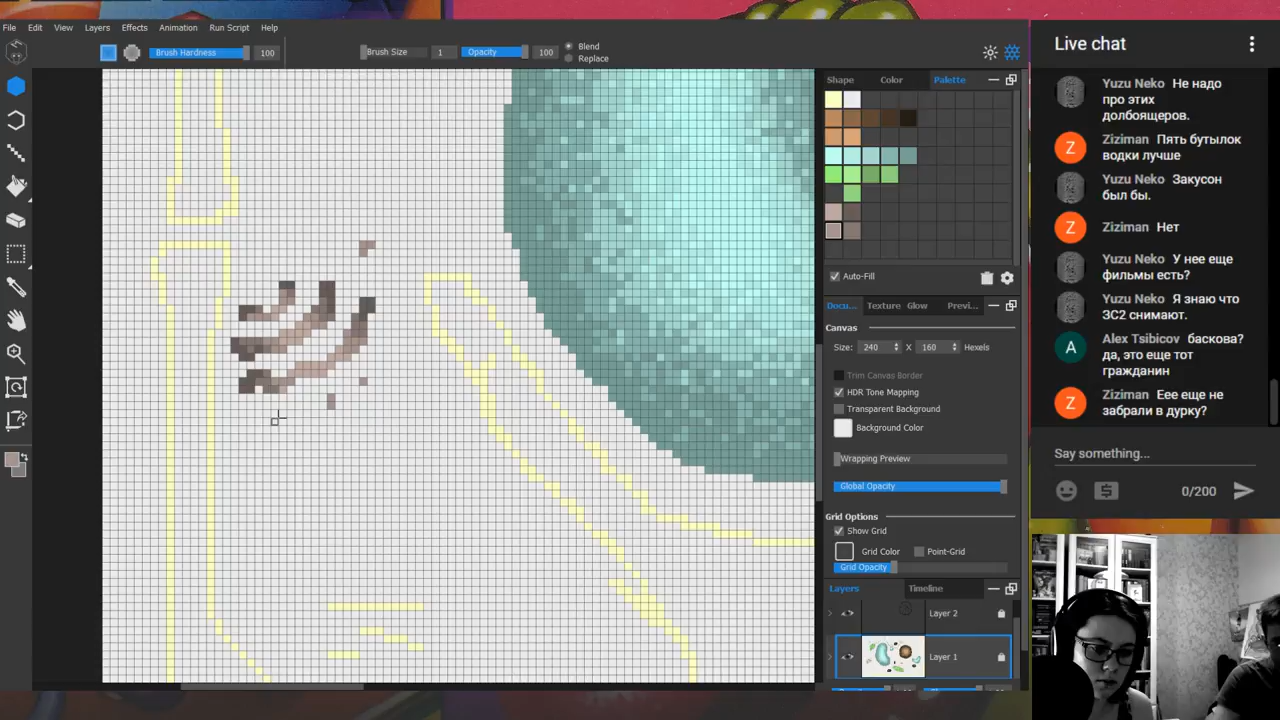 File Edit View Layers Effects Animation Run Script Help
Brush Hardness 100 Brush Size 1 Opacity 100 Blend
Replace
Shape Color Palette
Auto-Fill
Docu... Texture Glow Previ...
Canvas
Size: 240 X 160 Hexels
Trim Canvas Border
HDR Tone Mapping
Transparent Background
Background Color
Wrapping Preview
Global Opacity
Grid Options
Show Grid
Grid Color Point-Grid
Grid Opacity
Layers Timeline
Layer 2
Layer 1
Live chat
Yuzu Neko Не надо
про этих
долбоящеров.
Ziziman Пять бутылок
водки лучше
Yuzu Neko Закусон
был бы.
Ziziman Нет
Yuzu Neko У нее еще
фильмы есть?
Ziziman Я знаю что
ЗС2 снимают.
Alex Tsibicov баскова?
да, это еще тот
гражданин
Ziziman Еее еще не
забрали в дурку?
Say something...
0/200